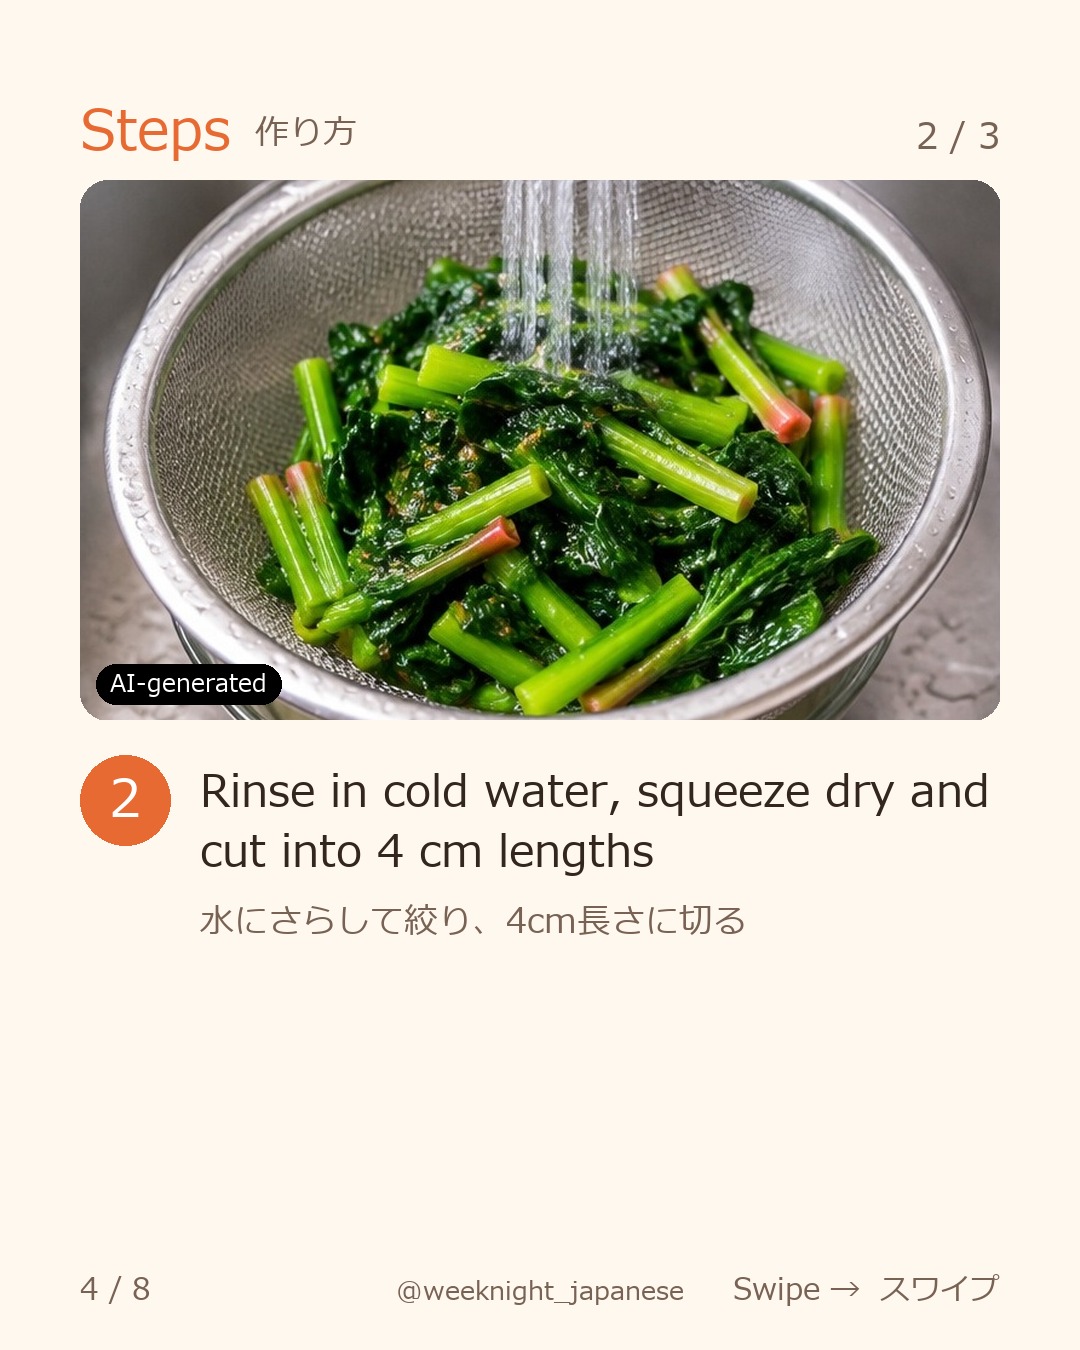 Steps 作り方
2 / 3
AI-generated
2
Rinse in cold water, squeeze dry and
cut into 4 cm lengths
水にさらして絞り、4cm長さに切る
4 / 8
@weeknight_japanese
Swipe → スワイプ